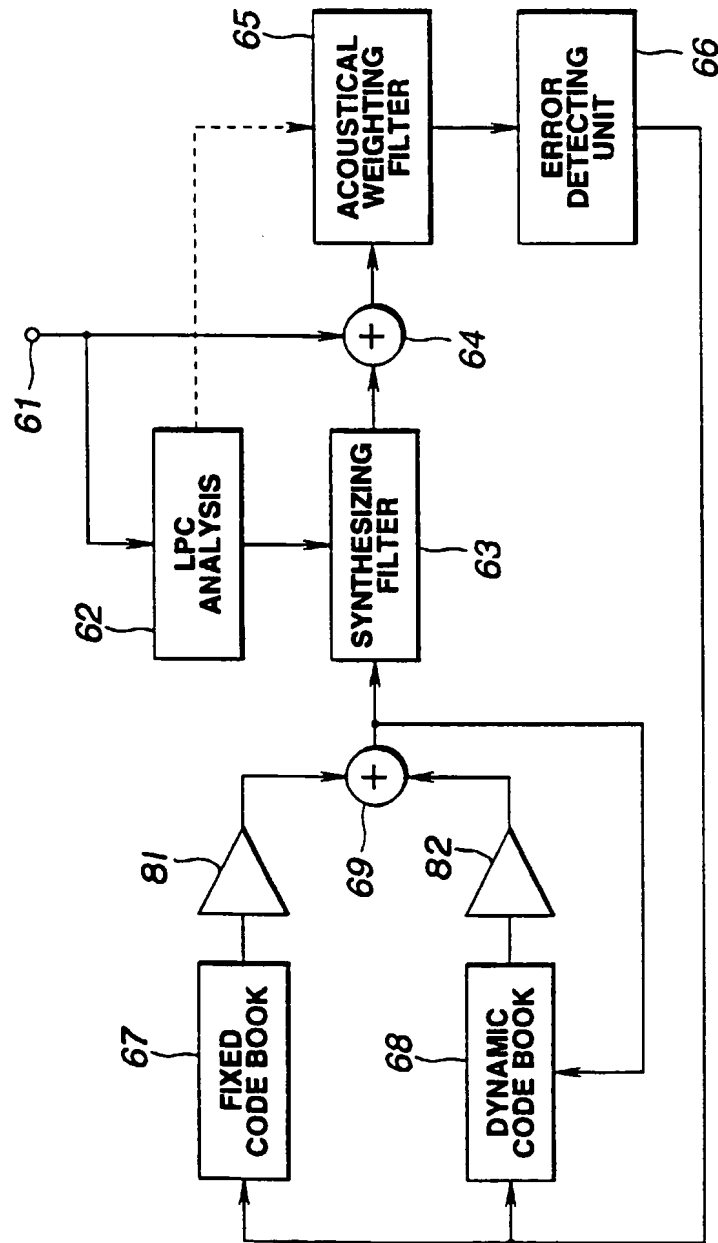 61
62
LPC
ANALYSIS
65
ACOUSTICAL
WEIGHTING
FILTER
64
SYNTHESIZING
FILTER
63
66
ERROR
DETECTING
UNIT
67
FIXED
CODE BOOK
81
69
68
DYNAMIC
CODE BOOK
82